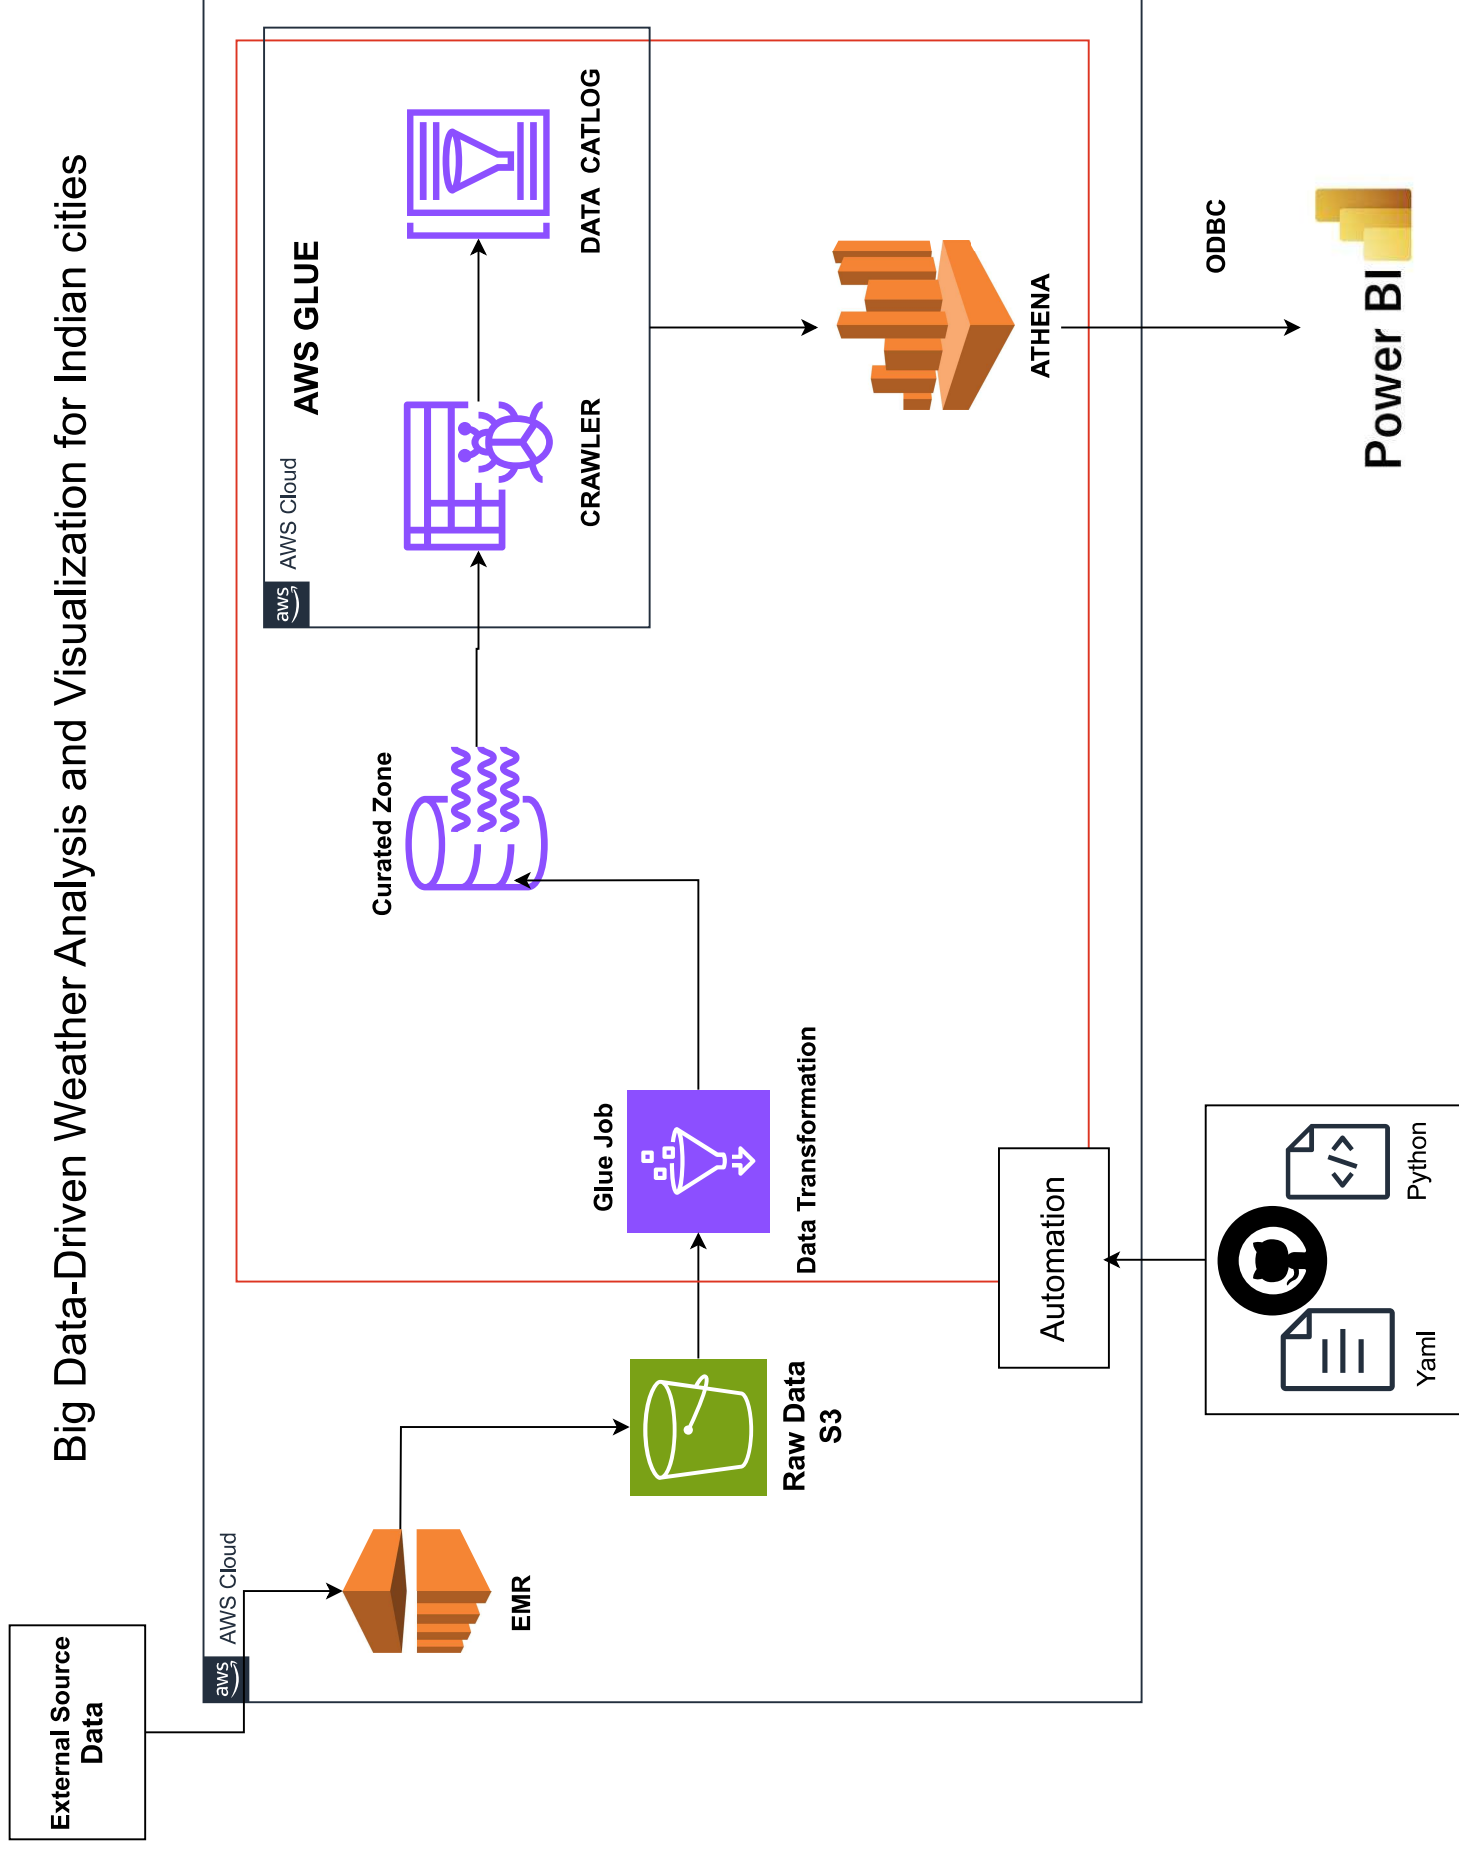 Big Data-Driven Weather Analysis and Visualization for Indian cities
External Source
Data
aws
AWS Cloud
EMR
Raw Data
S3
Glue Job
Data Transformation
Curated Zone
aws
AWS Cloud
AWS GLUE
CRAWLER
DATA CATLOG
ATHENA
ODBC
Power BI
Automation
Yaml
Python